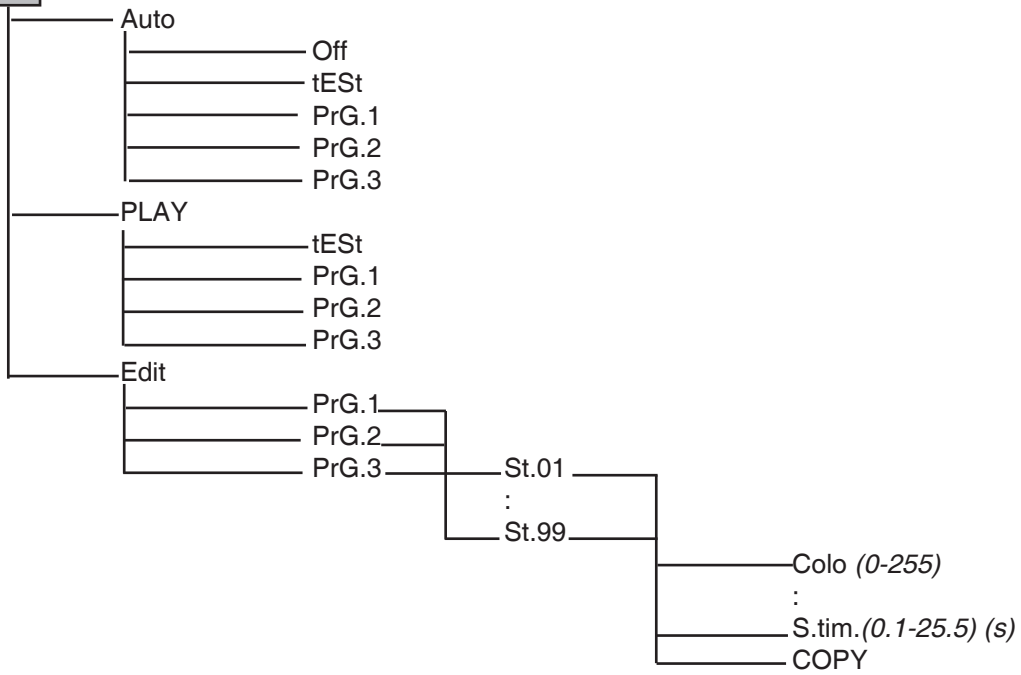 Auto
Off
tESt
PrG.1
PrG.2
PrG.3
PLAY
tESt
PrG.1
PrG.2
PrG.3
Edit
PrG.1
PrG.2
PrG.3
St.01
:
St.99
Colo (0-255)
:
S.tim.(0.1-25.5) (s)
COPY